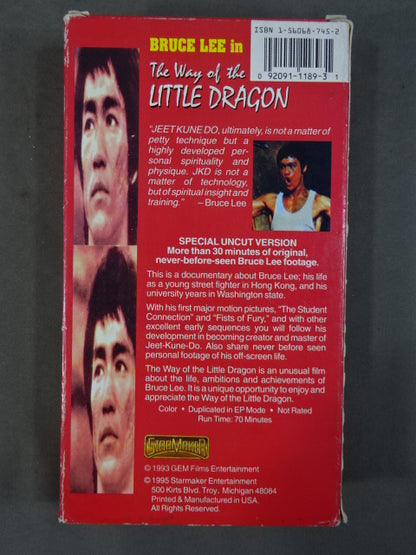 ISBN 1-56068-745-2
BRUCE LEE in
The Way of the
LITTLE DRAGON
0 92091-1189-3 1
"JEET KUNE DO, ultimately, is not a matter of
petty technique but a
highly developed per-
sonal spirituality and
physique. JKD is not a
matter of technology,
but of spiritual insight and
training." – Bruce Lee
SPECIAL UNCUT VERSION
More than 30 minutes of original,
never-before-seen Bruce Lee footage.
This is a documentary about Bruce Lee; his life
as a young street fighter in Hong Kong, and his
university years in Washington state.
With his first major motion pictures, "The Student
Connection" and "Fists of Fury," and with other
excellent early sequences you will follow his
development in becoming creator and master of
Jeet-Kune-Do. Also share never before seen
personal footage of his off-screen life.
The Way of the Little Dragon is an unusual film
about the life, ambitions and achievements of
Bruce Lee. It is a unique opportunity to enjoy and
appreciate the Way of the Little Dragon.
Color • Duplicated in EP Mode • Not Rated
Run Time: 70 Minutes
STARMAKER
© 1993 GEM Films Entertainment
© 1995 Starmaker Entertainment
500 Kirts Blvd. Troy, Michigan 48084
Printed & Manufactured in USA.
All Rights Reserved.